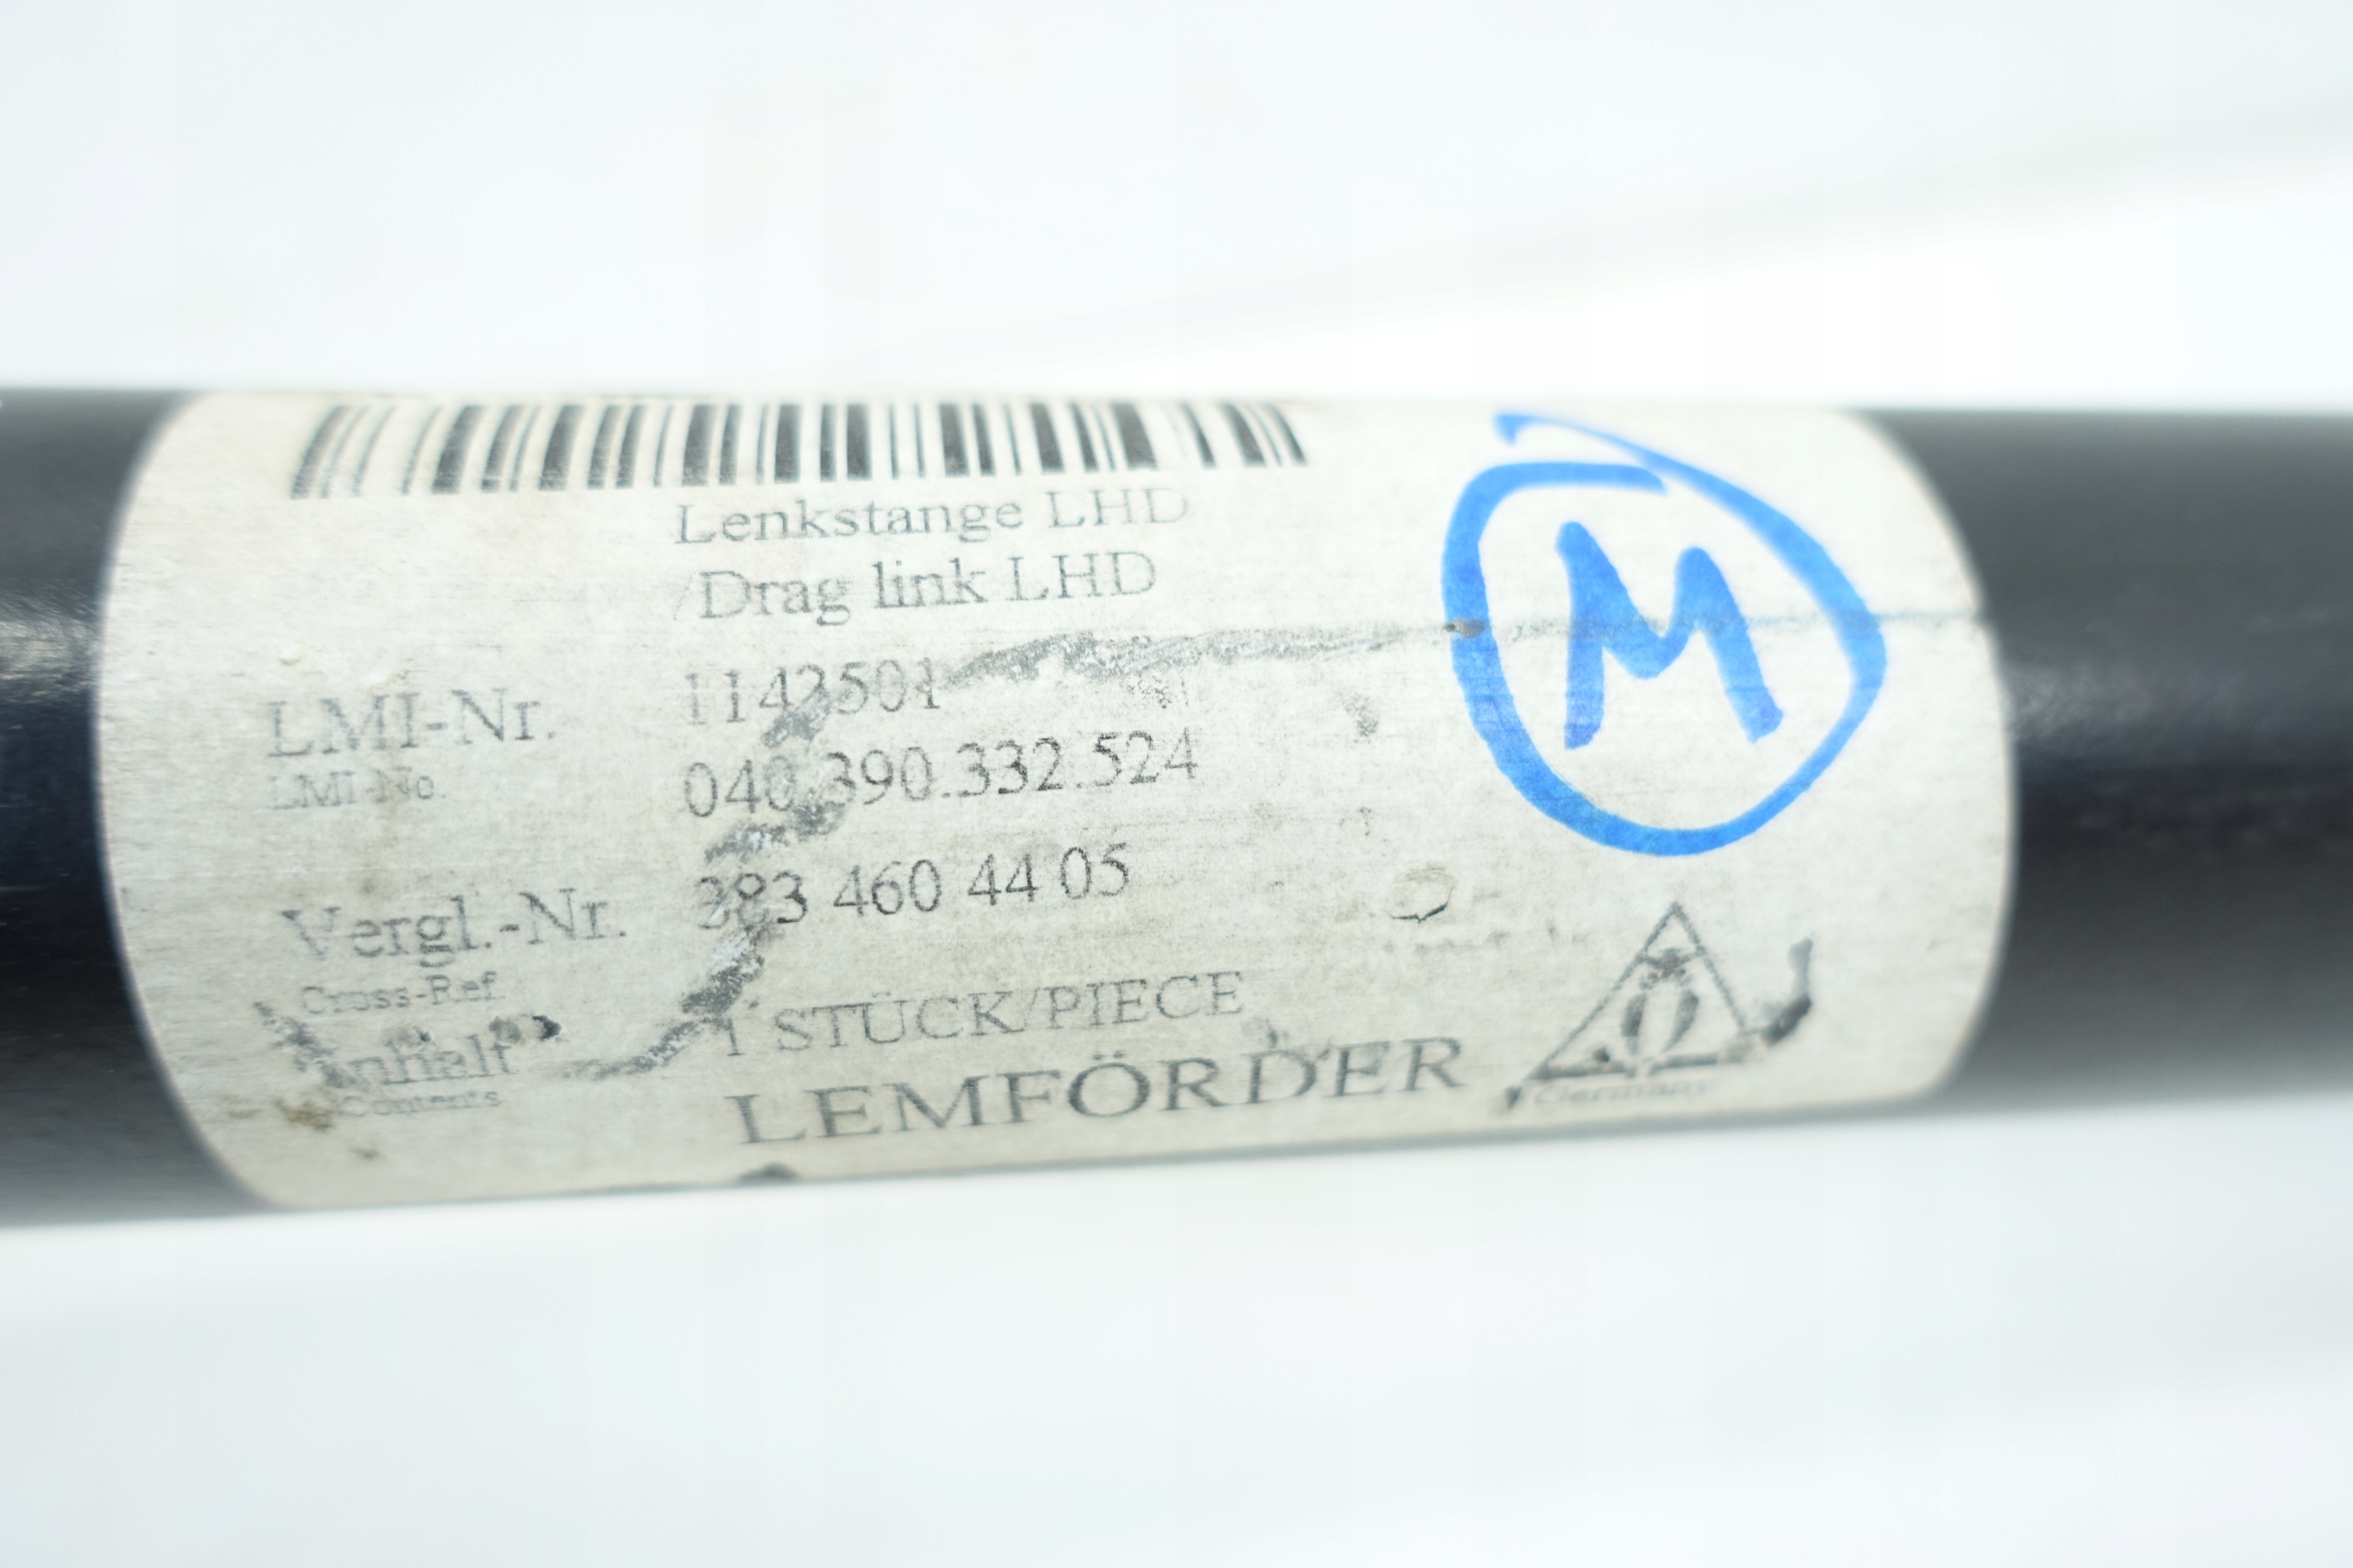 Lenkstange LHD
/Drag link LHD
M
LMI-Nr. 1142501
LMI-No. 040.390.332.524
Vergl.-Nr. 383 460 44 05
Cross-Ref.
Inhalt 1 STÜCK/PIECE
Contents
LEMFÖRDER
Germany